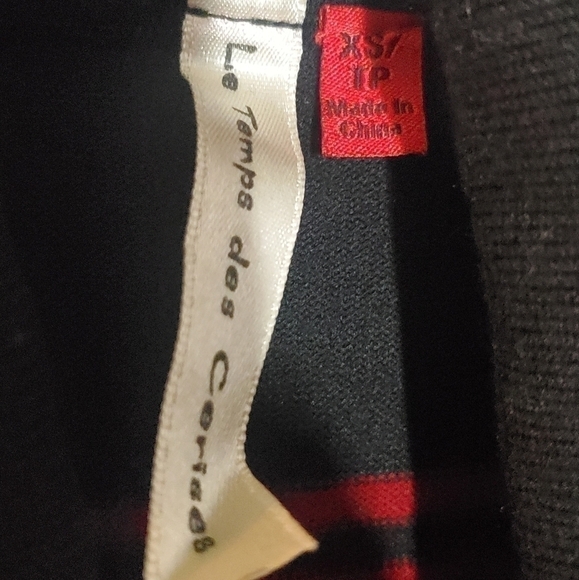 Le Temps des Cerises
XS/
TP
Made In
China